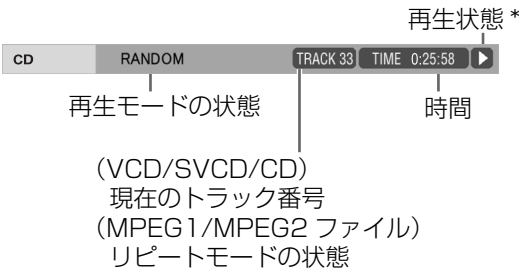 再生状態*
CD RANDOM TRACK 33 TIME 0:25:58
再生モードの状態 時間
(VCD/SVCD/CD)
現在のトラック番号
(MPEG1/MPEG2 ファイル)
リピートモードの状態